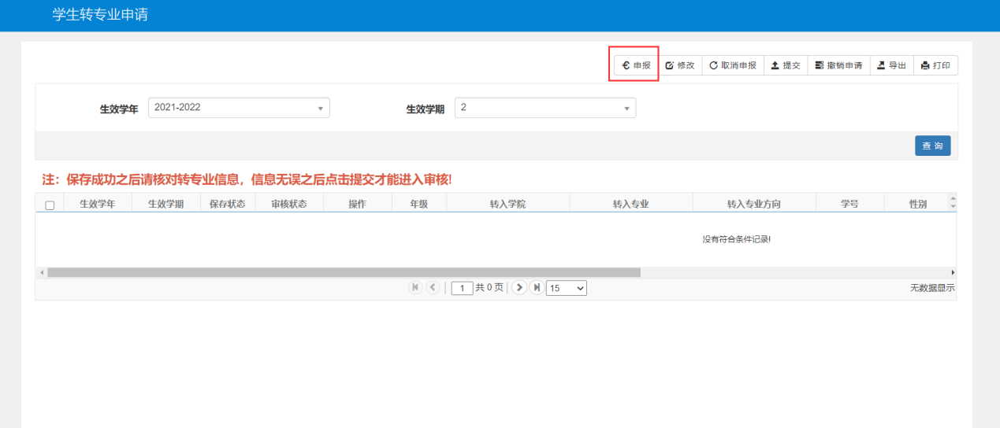 学生转专业申请
申报 修改 取消申报 提交 撤销申请 导出 打印
生效学年 2021-2022 生效学期 2
查 询
注：保存成功之后请核对转专业信息，信息无误之后点击提交才能进入审核!
生效学年 生效学期 保存状态 审核状态 操作 年级 转入学院 转入专业 转入专业方向 学号 性别
没有符合条件记录!
1 共 0 页 15 无数据显示